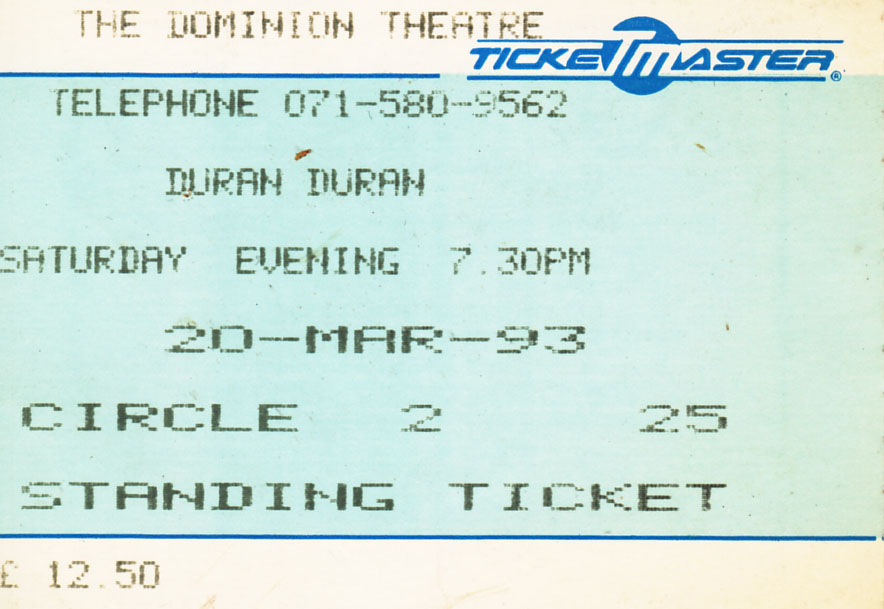 THE DOMINION THEATRE
TICKETMASTER®
TELEPHONE 071-580-9562
DURAN DURAN
SATURDAY EVENING 7.30PM
20-MAR-93
CIRCLE 2 25
STANDING TICKET
£ 12.50